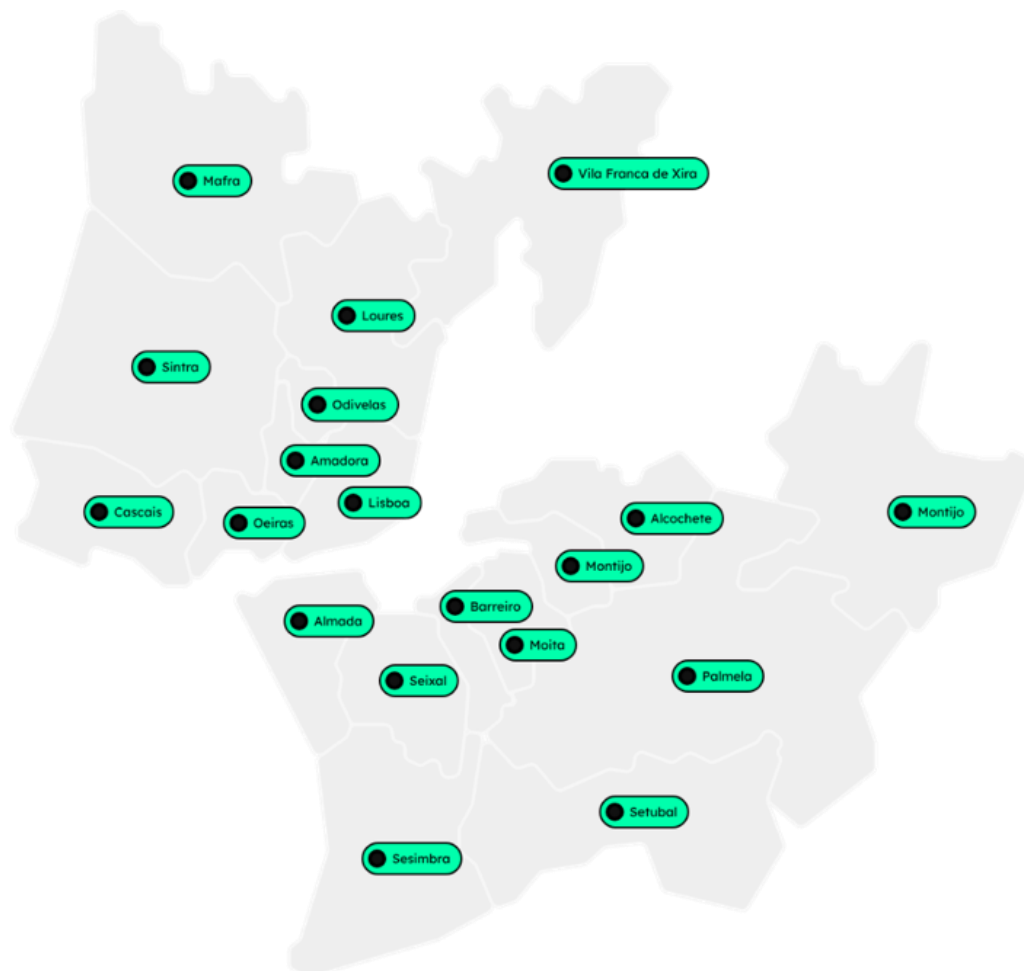 Vila Franca de Xira
Mafra
Loures
Sintra
Odivelas
Amadora
Lisboa
Cascais
Oeiras
Alcochete
Montijo
Montijo
Barreiro
Almada
Moita
Seixal
Palmela
Setubal
Sesimbra